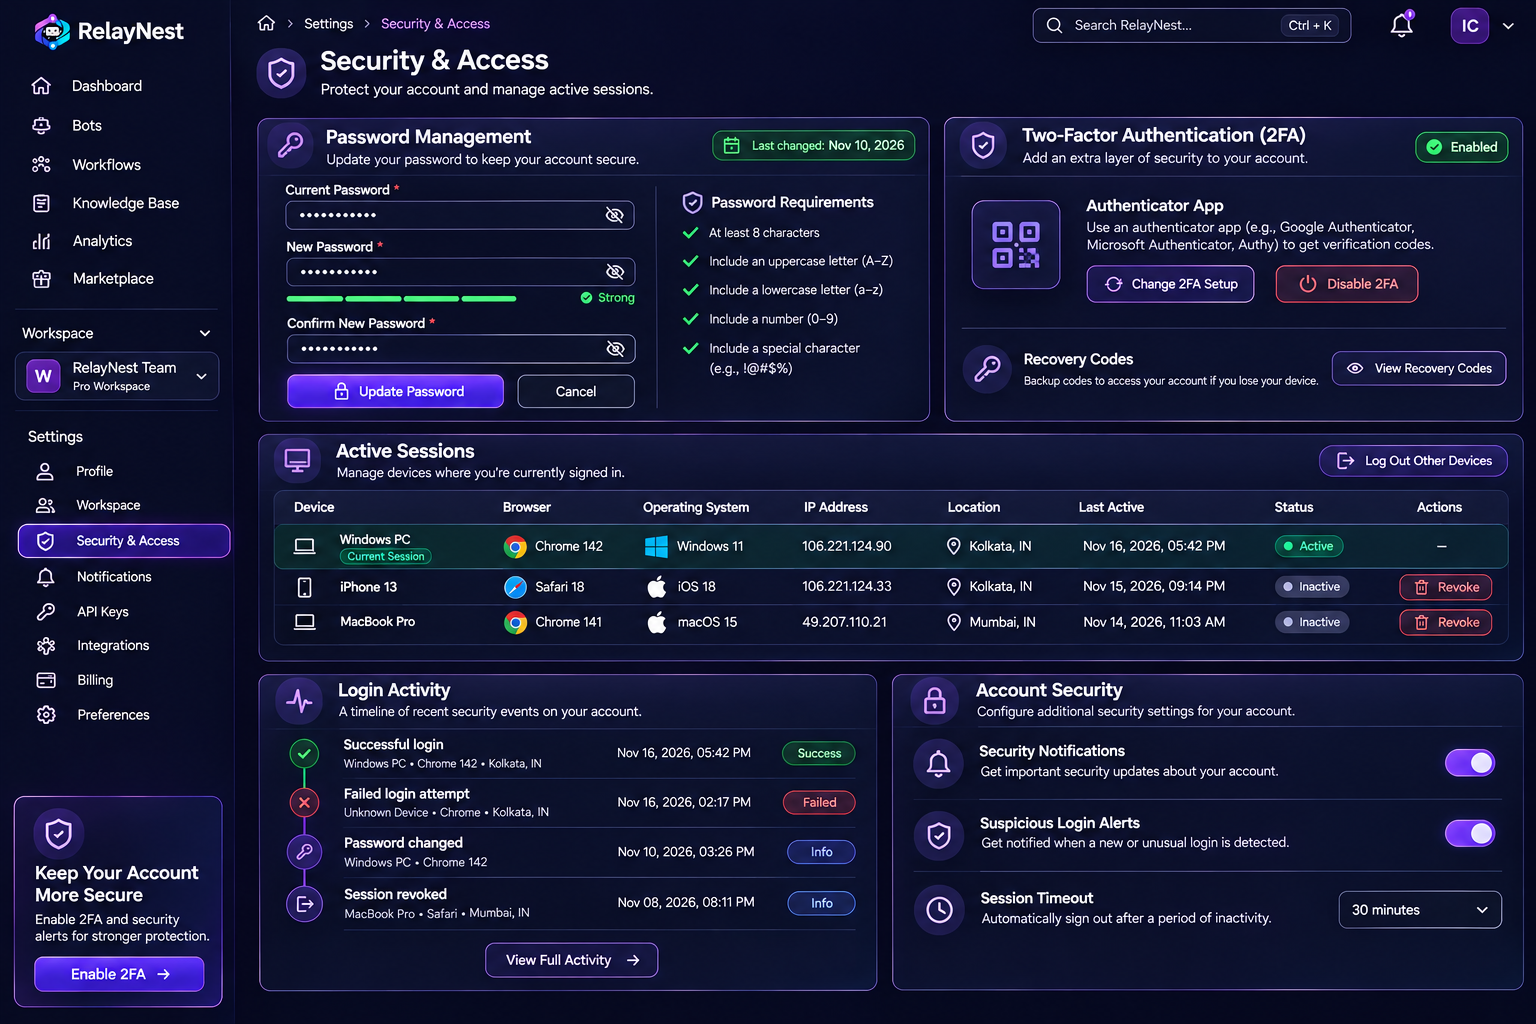 RelayNest
Dashboard
Bots
Workflows
Knowledge Base
Analytics
Marketplace
Workspace
W
RelayNest Team
Pro Workspace
Settings
Profile
Workspace
Security & Access
Notifications
API Keys
Integrations
Billing
Preferences
Keep Your Account
More Secure
Enable 2FA and security
alerts for stronger protection.
Enable 2FA →
> Settings > Security & Access
Search RelayNest...
Ctrl + K
IC
Security & Access
Protect your account and manage active sessions.
Password Management
Update your password to keep your account secure.
Last changed: Nov 10, 2026
Current Password *
•••••••••••
New Password *
•••••••••••
Strong
Confirm New Password *
•••••••••••
Update Password
Cancel
Password Requirements
At least 8 characters
Include an uppercase letter (A–Z)
Include a lowercase letter (a–z)
Include a number (0–9)
Include a special character
(e.g., !@#$%)
Two-Factor Authentication (2FA)
Add an extra layer of security to your account.
Enabled
Authenticator App
Use an authenticator app (e.g., Google Authenticator,
Microsoft Authenticator, Authy) to get verification codes.
Change 2FA Setup
Disable 2FA
Recovery Codes
Backup codes to access your account if you lose your device.
View Recovery Codes
Active Sessions
Manage devices where you're currently signed in.
Log Out Other Devices
Device Browser Operating System IP Address Location Last Active Status Actions
Windows PC
Current Session
Chrome 142 Windows 11 106.221.124.90 Kolkata, IN Nov 16, 2026, 05:42 PM Active –
iPhone 13 Safari 18 iOS 18 106.221.124.33 Kolkata, IN Nov 15, 2026, 09:14 PM Inactive Revoke
MacBook Pro Chrome 141 macOS 15 49.207.110.21 Mumbai, IN Nov 14, 2026, 11:03 AM Inactive Revoke
Login Activity
A timeline of recent security events on your account.
Successful login
Windows PC • Chrome 142 • Kolkata, IN
Nov 16, 2026, 05:42 PM
Success
Failed login attempt
Unknown Device • Chrome • Kolkata, IN
Nov 16, 2026, 02:17 PM
Failed
Password changed
Windows PC • Chrome 142
Nov 10, 2026, 03:26 PM
Info
Session revoked
MacBook Pro • Safari • Mumbai, IN
Nov 08, 2026, 08:11 PM
Info
View Full Activity →
Account Security
Configure additional security settings for your account.
Security Notifications
Get important security updates about your account.
Suspicious Login Alerts
Get notified when a new or unusual login is detected.
Session Timeout
Automatically sign out after a period of inactivity.
30 minutes